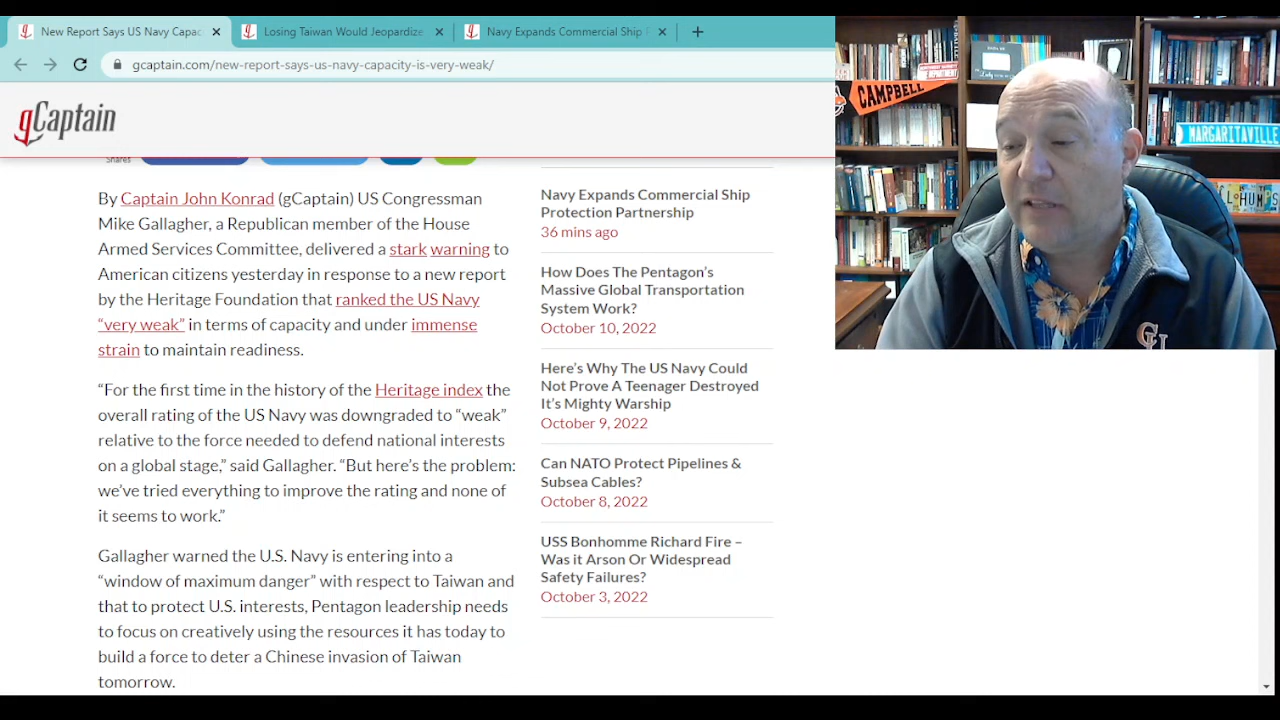 New Report Says US Navy Capac
Losing Taiwan Would Jeopardize
Navy Expands Commercial Ship
gcaptain.com/new-report-says-us-navy-capacity-is-very-weak/
gCaptain
Shares
By Captain John Konrad (gCaptain) US Congressman
Mike Gallagher, a Republican member of the House
Armed Services Committee, delivered a stark warning to
American citizens yesterday in response to a new report
by the Heritage Foundation that ranked the US Navy
“very weak” in terms of capacity and under immense
strain to maintain readiness.
“For the first time in the history of the Heritage index the
overall rating of the US Navy was downgraded to “weak”
relative to the force needed to defend national interests
on a global stage,” said Gallagher. “But here’s the problem:
we’ve tried everything to improve the rating and none of
it seems to work.”
Gallagher warned the U.S. Navy is entering into a
“window of maximum danger” with respect to Taiwan and
that to protect U.S. interests, Pentagon leadership needs
to focus on creatively using the resources it has today to
build a force to deter a Chinese invasion of Taiwan
tomorrow.
Navy Expands Commercial Ship
Protection Partnership
36 mins ago
How Does The Pentagon’s
Massive Global Transportation
System Work?
October 10, 2022
Here’s Why The US Navy Could
Not Prove A Teenager Destroyed
It’s Mighty Warship
October 9, 2022
Can NATO Protect Pipelines &
Subsea Cables?
October 8, 2022
USS Bonhomme Richard Fire –
Was it Arson Or Widespread
Safety Failures?
October 3, 2022
CAMPBELL
MARGARITAVILLE